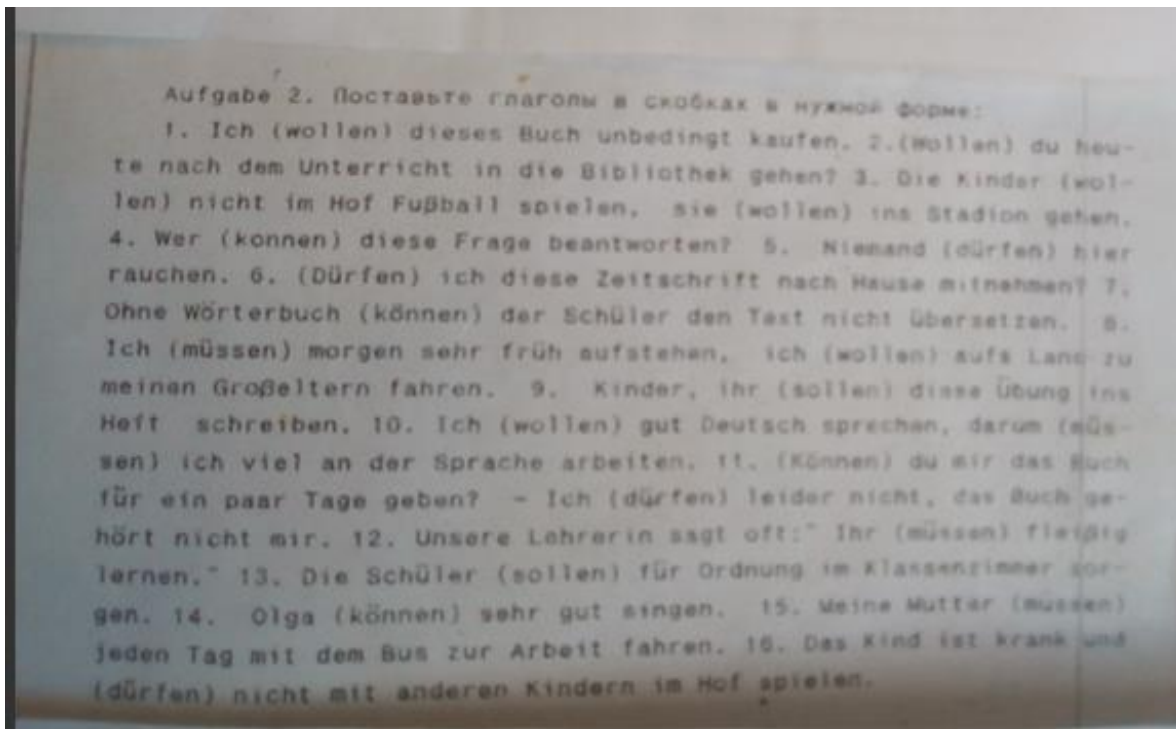 Aufgabe 2. Поставьте глаголы в скобках в нужной форме:
1. Ich (wollen) dieses Buch unbedingt kaufen. 2.(Wollen) du heu-
te nach dem Unterricht in die Bibliothek gehen? 3. Die Kinder (wol-
len) nicht im Hof Fußball spielen, sie (wollen) ins Stadion gehen.
4. Wer (konnen) diese Frage beantworten? 5. Niemand (dürfen) hier
rauchen. 6. (Dürfen) ich diese Zeitschrift nach Hause mitnehmen? 7.
Ohne Wörterbuch (können) der Schüler den Text nicht übersetzen. 8.
Ich (müssen) morgen sehr früh aufstehen, ich (wollen) aufs Land zu
meinen Großeltern fahren. 9. Kinder, ihr (sollen) diese Übung ins
Heft schreiben. 10. Ich (wollen) gut Deutsch sprechen, darum (müs-
sen) ich viel an der Sprache arbeiten. 11. (Können) du mir das Buch
für ein paar Tage geben? - Ich (dürfen) leider nicht, das Buch ge-
hört nicht mir. 12. Unsere Lehrerin sagt oft:" Ihr (müssen) fleißig
lernen." 13. Die Schüler (sollen) für Ordnung im Klassenzimmer sor-
gen. 14. Olga (können) sehr gut singen. 15. Meine Mutter (müssen)
jeden Tag mit dem Bus zur Arbeit fahren. 16. Das Kind ist krank und
(dürfen) nicht mit anderen Kindern im Hof spielen.